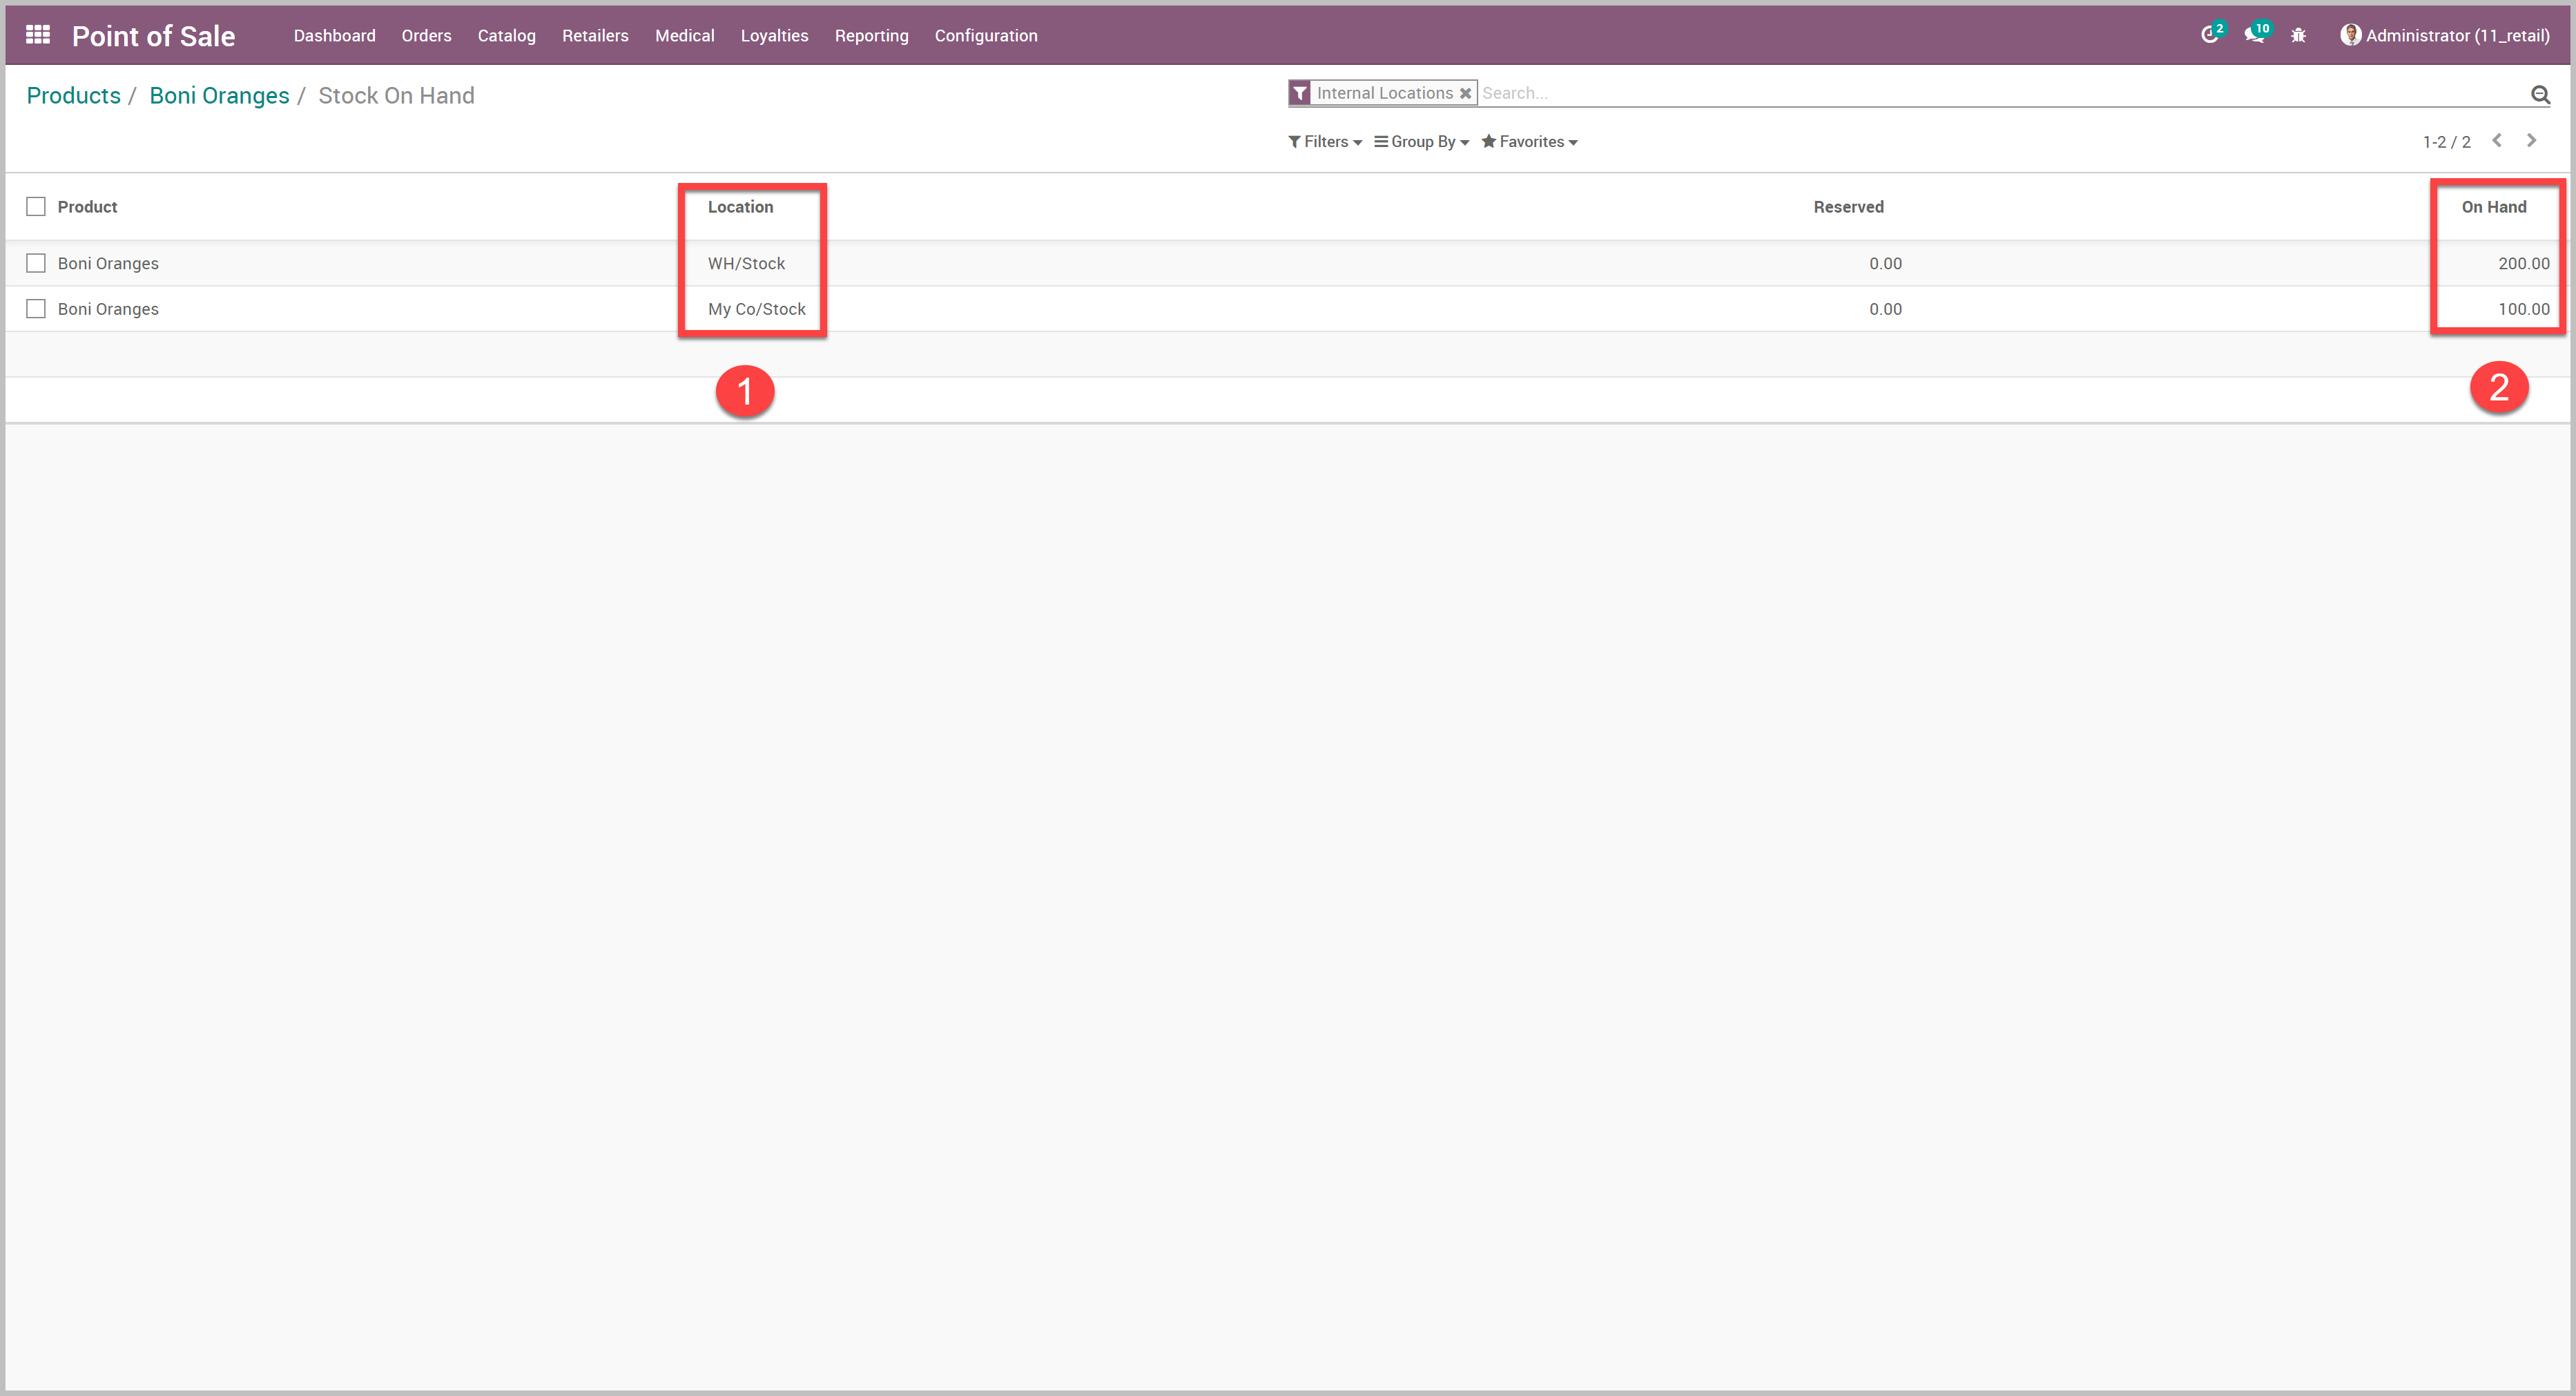 Point of Sale Dashboard Orders Catalog Retailers Medical Loyalties Reporting Configuration 2 10 Administrator (11_retail)
Products / Boni Oranges / Stock On Hand
Internal Locations Search...
Filters Group By Favorites 1-2 / 2
Product Location Reserved On Hand
Boni Oranges WH/Stock 0.00 200.00
Boni Oranges My Co/Stock 0.00 100.00
1 2